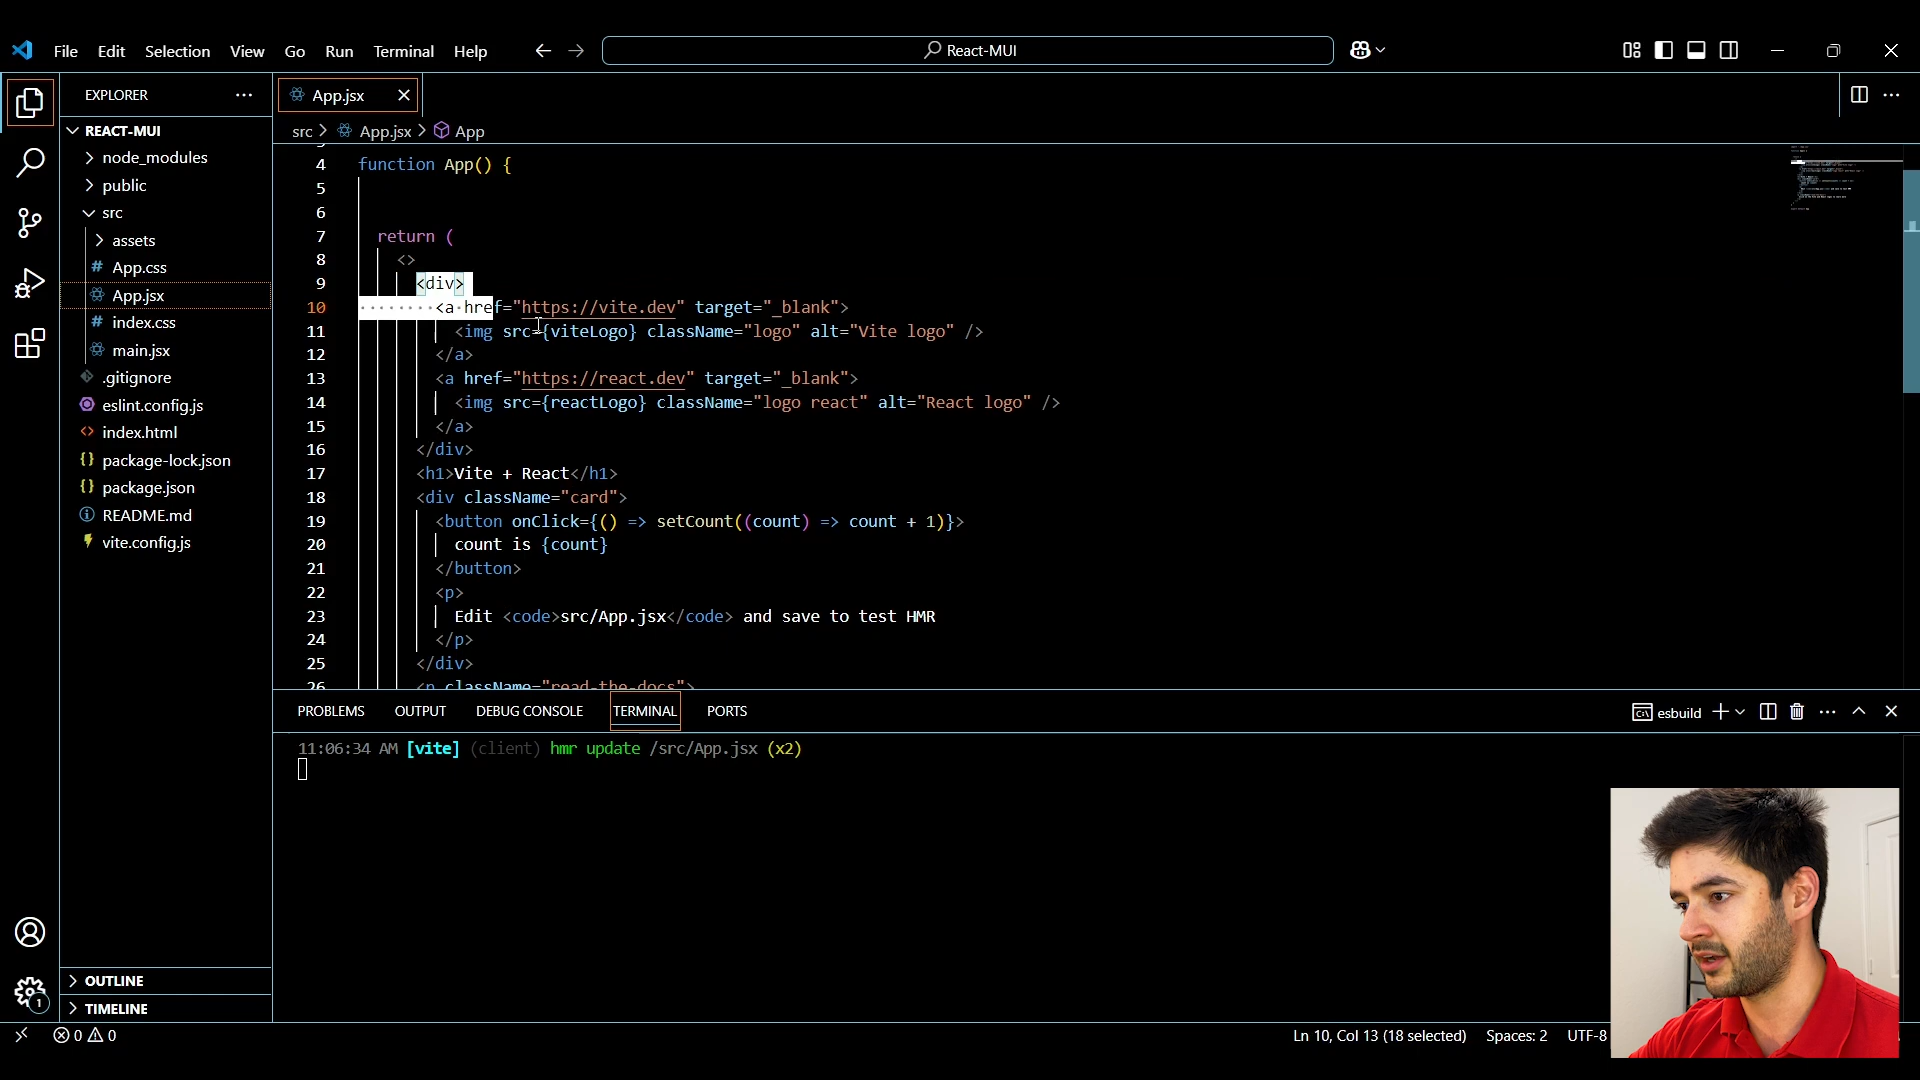 File Edit Selection View Go Run Terminal Help
React-MUI
EXPLORER
REACT-MUI
node_modules
public
src
assets
App.css
App.jsx
index.css
main.jsx
.gitignore
eslint.config.js
index.html
package-lock.json
package.json
README.md
vite.config.js
OUTLINE
TIMELINE
App.jsx
src > App.jsx > App
4 function App() {
5
6
7 return (
8 <>
9 <div>
10 <a href="https://vite.dev" target="_blank">
11 <img src={viteLogo} className="logo" alt="Vite logo" />
12 </a>
13 <a href="https://react.dev" target="_blank">
14 <img src={reactLogo} className="logo react" alt="React logo" />
15 </a>
16 </div>
17 <h1>Vite + React</h1>
18 <div className="card">
19 <button onClick={() => setCount((count) => count + 1)}>
20 count is {count}
21 </button>
22 <p>
23 Edit <code>src/App.jsx</code> and save to test HMR
24 </p>
25 </div>
26 <p className="read-the-docs">
PROBLEMS OUTPUT DEBUG CONSOLE TERMINAL PORTS
esbuild
11:06:34 AM [vite] (client) hmr update /src/App.jsx (x2)
1
0 0
Ln 10, Col 13 (18 selected) Spaces: 2 UTF-8